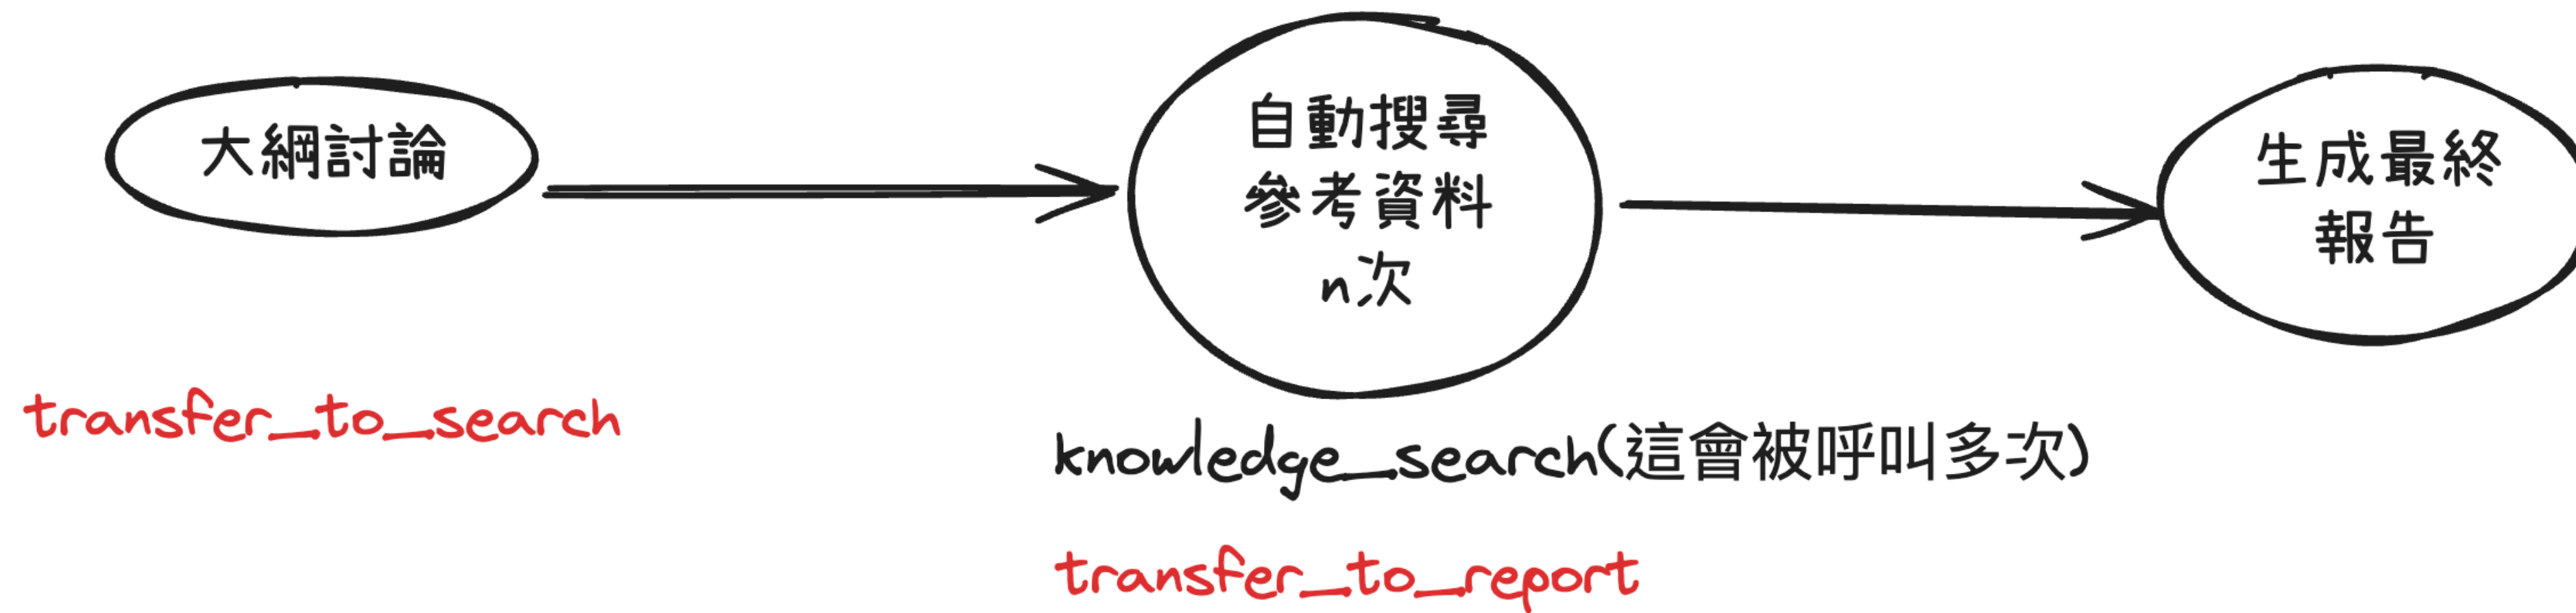 大綱討論
自動搜尋
參考資料
n次
生成最終
報告
transfer_to_search
knowledge_search(這會被呼叫多次)
transfer_to_report